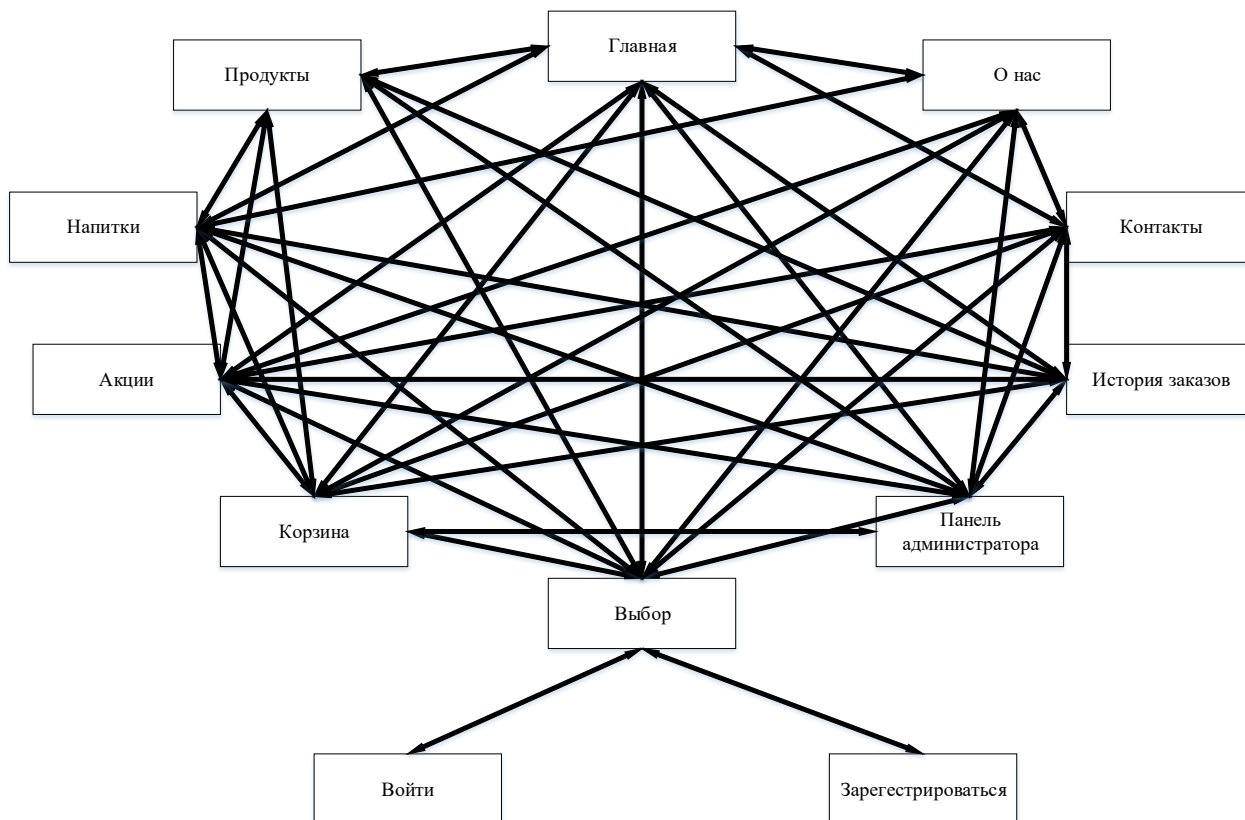 Главная
Продукты
О нас
Напитки
Контакты
Акции
История заказов
Корзина
Панель
администратора
Выбор
Войти
Зарегестрироваться